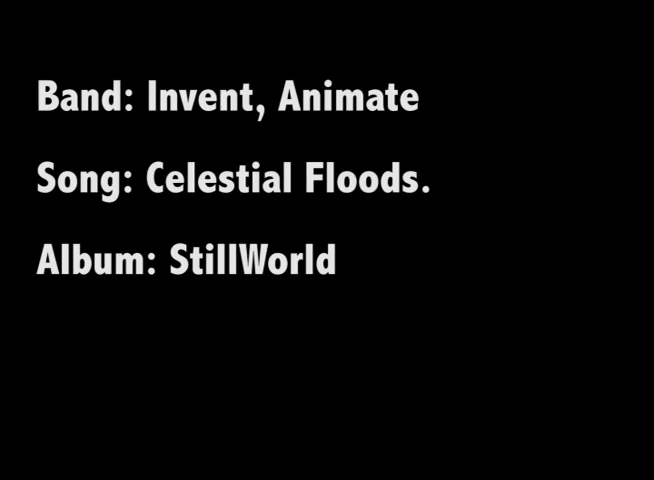 Band: Invent, Animate
Song: Celestial Floods.
Album: StillWorld